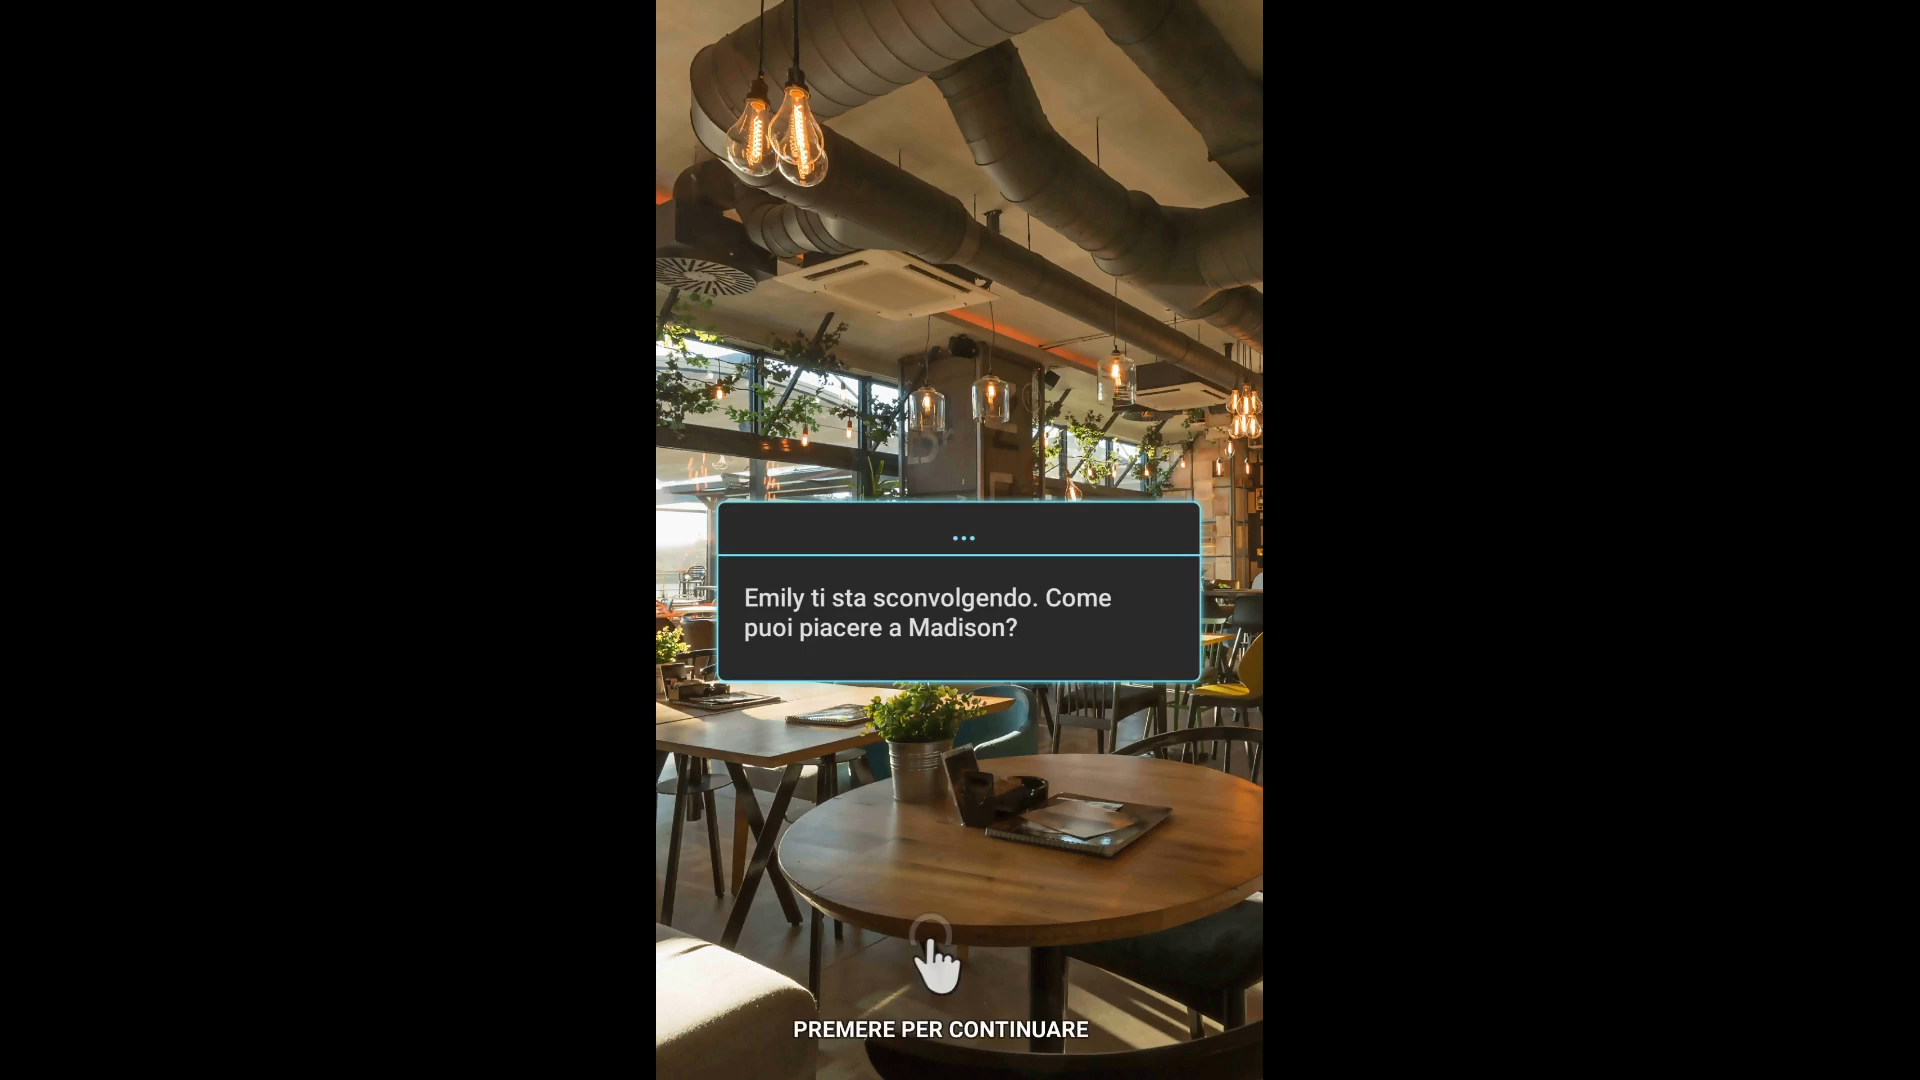 ...
Emily ti sta sconvolgendo. Come
puoi piacere a Madison?
PREMERE PER CONTINUARE